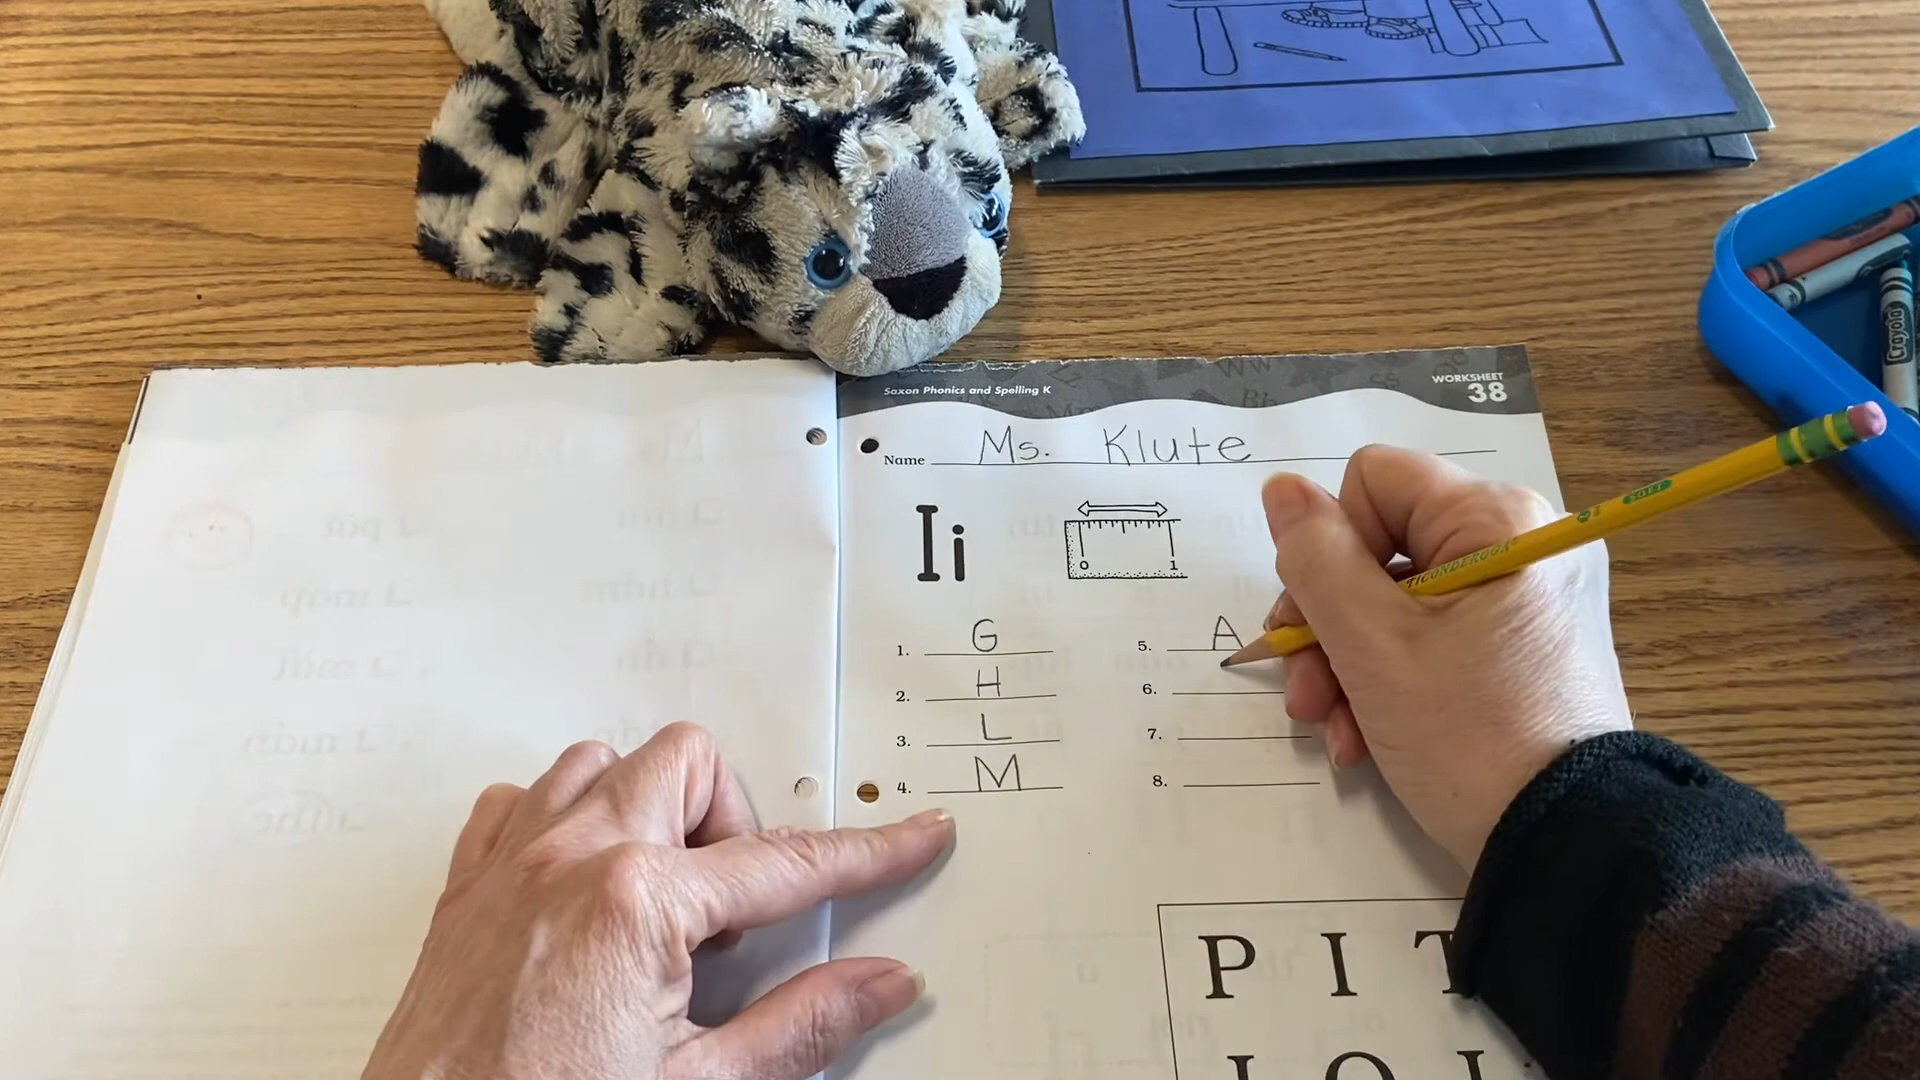 Saxon Phonics and Spelling K
WORKSHEET
38
Name Ms. Klute
Ii
0 1
1. G
2. H
3. L
4. M
5. A
6.
7.
8.
P I T
TICONDEROGA
SOFT
Crayola